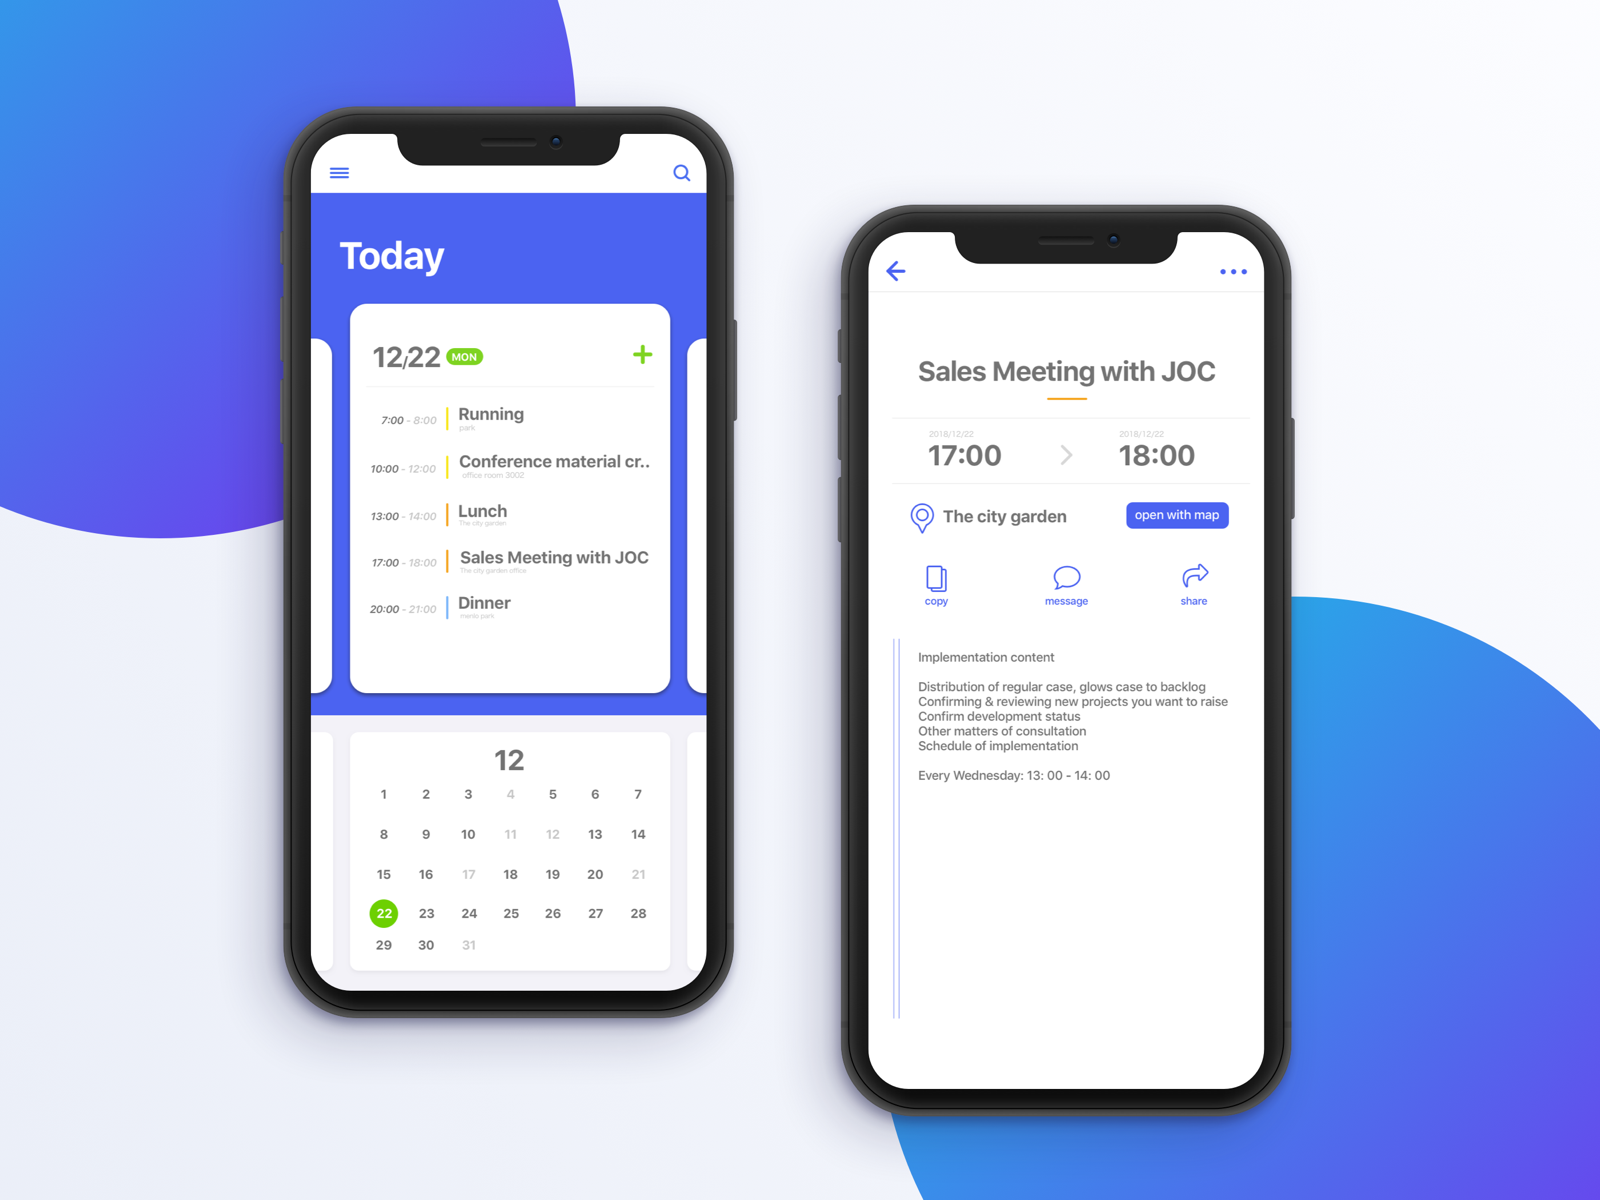 Today
12/22 MON
7:00 - 8:00 Running
park
10:00 - 12:00 Conference material cr..
office room 3002
13:00 - 14:00 Lunch
The city garden
17:00 - 18:00 Sales Meeting with JOC
The city garden office
20:00 - 21:00 Dinner
menlo park
12
1 2 3 4 5 6 7
8 9 10 11 12 13 14
15 16 17 18 19 20 21
22 23 24 25 26 27 28
29 30 31
Sales Meeting with JOC
2018/12/22 2018/12/22
17:00 18:00
The city garden open with map
copy message share
Implementation content
Distribution of regular case, glows case to backlog
Confirming & reviewing new projects you want to raise
Confirm development status
Other matters of consultation
Schedule of implementation
Every Wednesday: 13: 00 - 14: 00